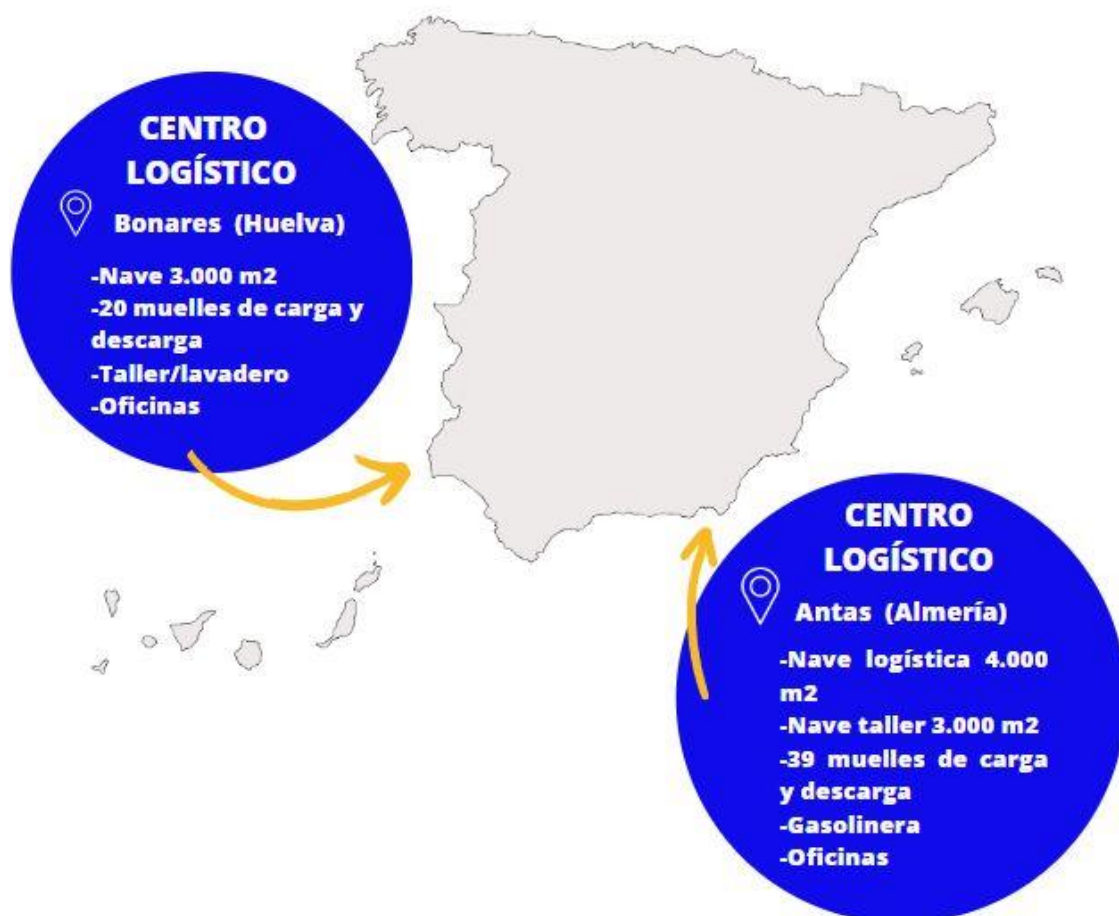 CENTRO
LOGÍSTICO
Bonares (Huelva)
-Nave 3.000 m2
-20 muelles de carga y
descarga
-Taller/lavadero
-Oficinas
CENTRO
LOGÍSTICO
Antas (Almería)
-Nave logística 4.000
m2
-Nave taller 3.000 m2
-39 muelles de carga
y descarga
-Gasolinera
-Oficinas